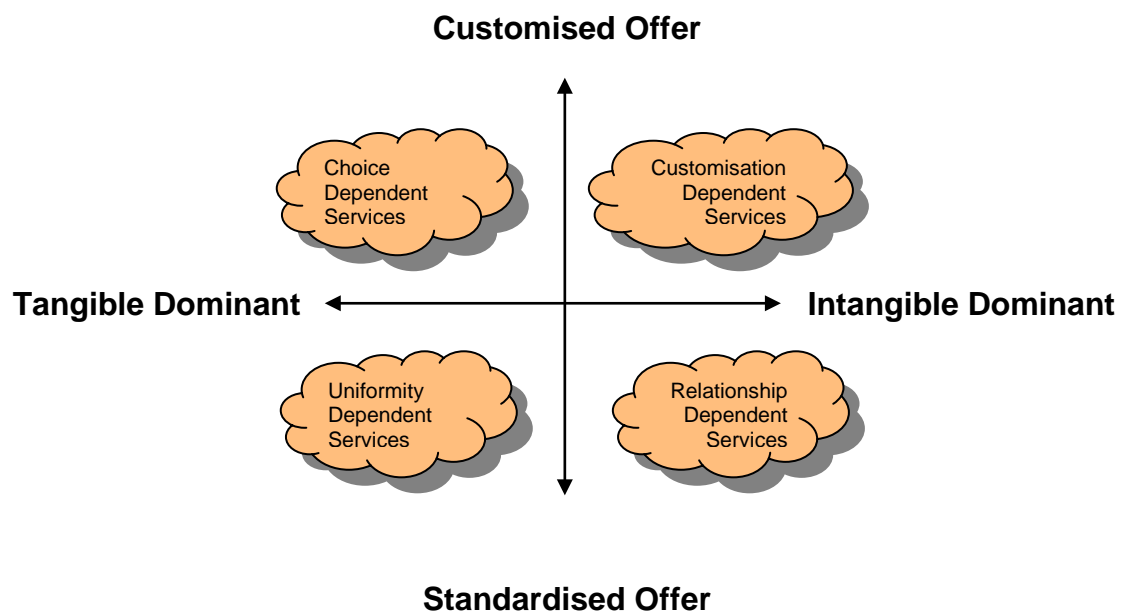 Customised Offer
Choice
Dependent
Services
Customisation
Dependent
Services
Tangible Dominant
Intangible Dominant
Uniformity
Dependent
Services
Relationship
Dependent
Services
Standardised Offer